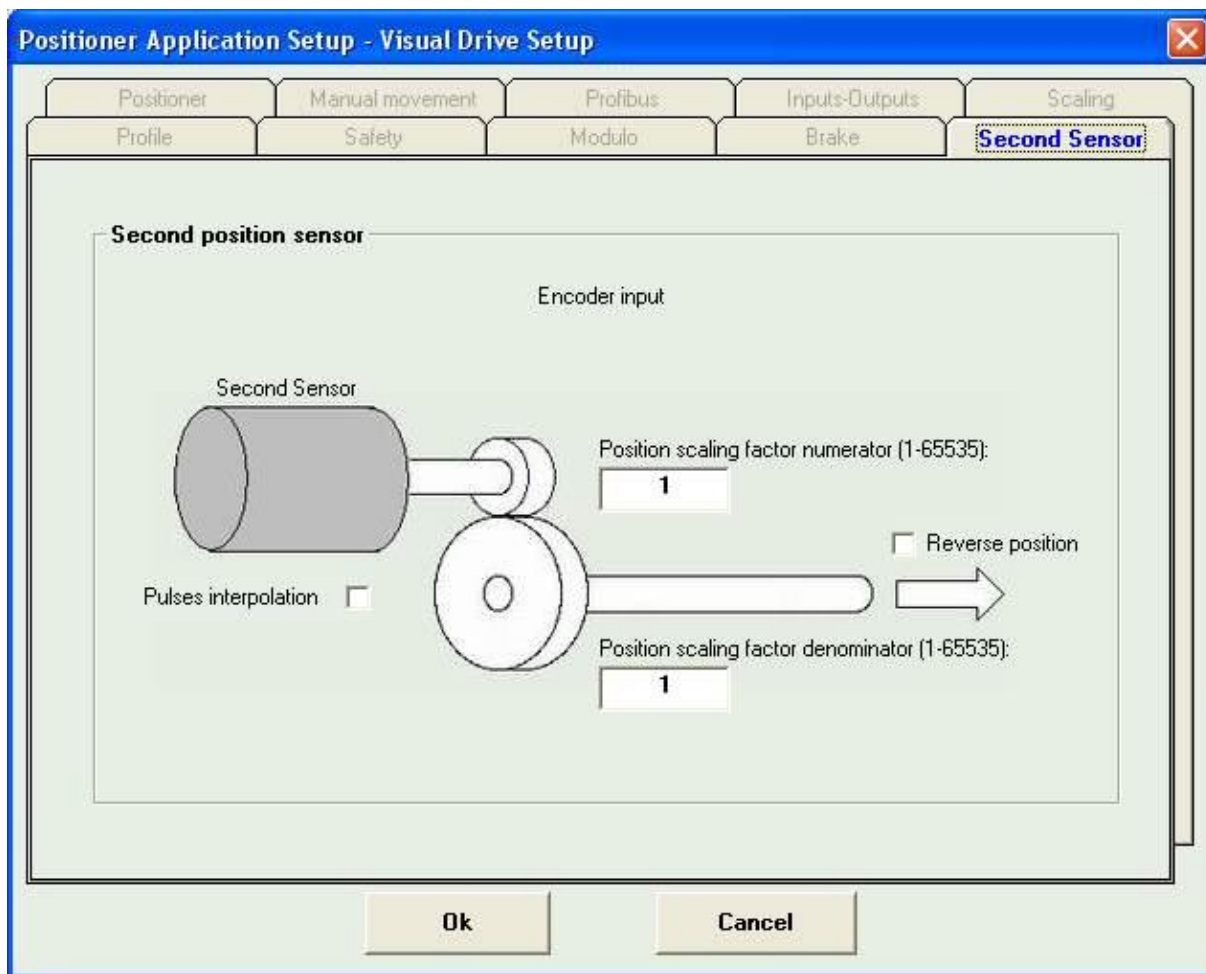 Positioner Application Setup - Visual Drive Setup
Positioner Manual movement Profibus Inputs-Outputs Scaling
Profile Safety Modulo Brake Second Sensor
Second position sensor
Encoder input
Second Sensor
Position scaling factor numerator (1-65535):
1
Reverse position
Pulses interpolation
Position scaling factor denominator (1-65535):
1
Ok Cancel